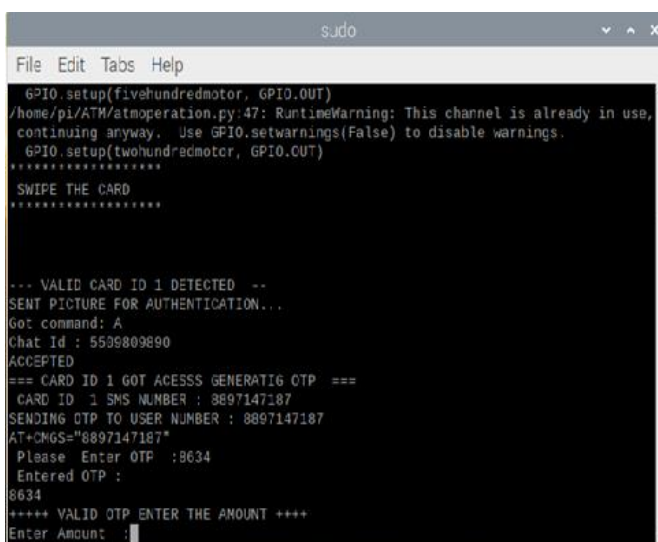 sudo
File Edit Tabs Help
GPIO.setup(fivehundredmotor, GPIO.OUT)
/home/pi/ATM/atmoperation.py:47: RuntimeWarning: This channel is already in use,
continuing anyway. Use GPIO.setwarnings(False) to disable warnings.
GPIO.setup(twohundredmotor, GPIO.OUT)
*******************
SWIPE THE CARD
*******************
--- VALID CARD ID 1 DETECTED --
SENT PICTURE FOR AUTHENTICATION...
Got command: A
Chat Id : 5509809890
ACCEPTED
=== CARD ID 1 GOT ACESSS GENERATIG OTP ===
CARD ID 1 SMS NUMBER : 8897147187
SENDING OTP TO USER NUMBER : 8897147187
AT+CMGS="8897147187"
Please Enter OTP :8634
Entered OTP :
8634
+++++ VALID OTP ENTER THE AMOUNT ++++
Enter Amount :